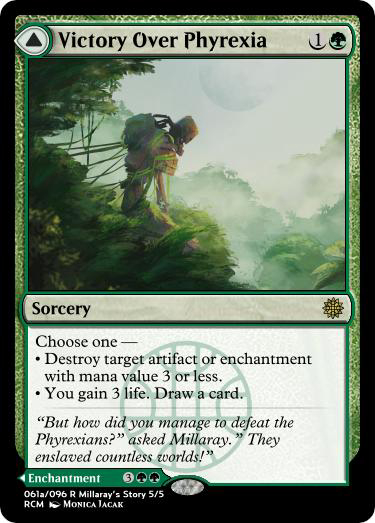 Victory Over Phyrexia 1
Sorcery
Choose one —
• Destroy target artifact or enchantment
with mana value 3 or less.
• You gain 3 life. Draw a card.
“But how did you manage to defeat the
Phyrexians?” asked Millaray.” They
enslaved countless worlds!”
Enchantment 3
061a/096 R Millaray's Story 5/5
RCM Monica Jacak